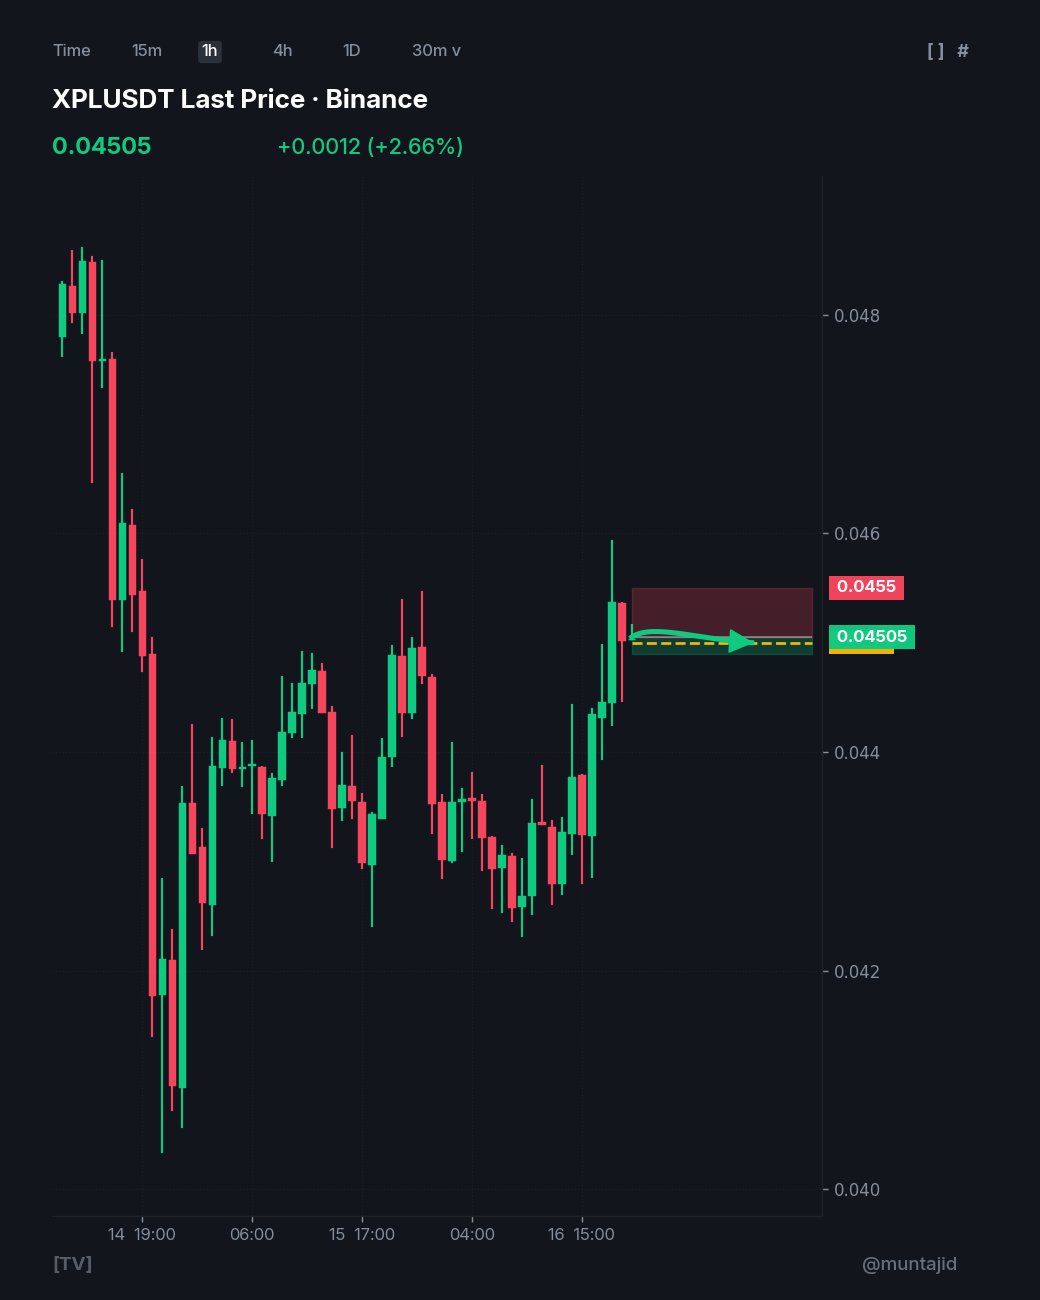 Time 15m 1h 4h 1D 30m v [ ] #
XPLUSDT Last Price · Binance
0.04505 +0.0012 (+2.66%)
0.048
0.046
0.0455
0.04505
0.044
0.042
0.040
14 19:00 06:00 15 17:00 04:00 16 15:00
[TV] @muntajid